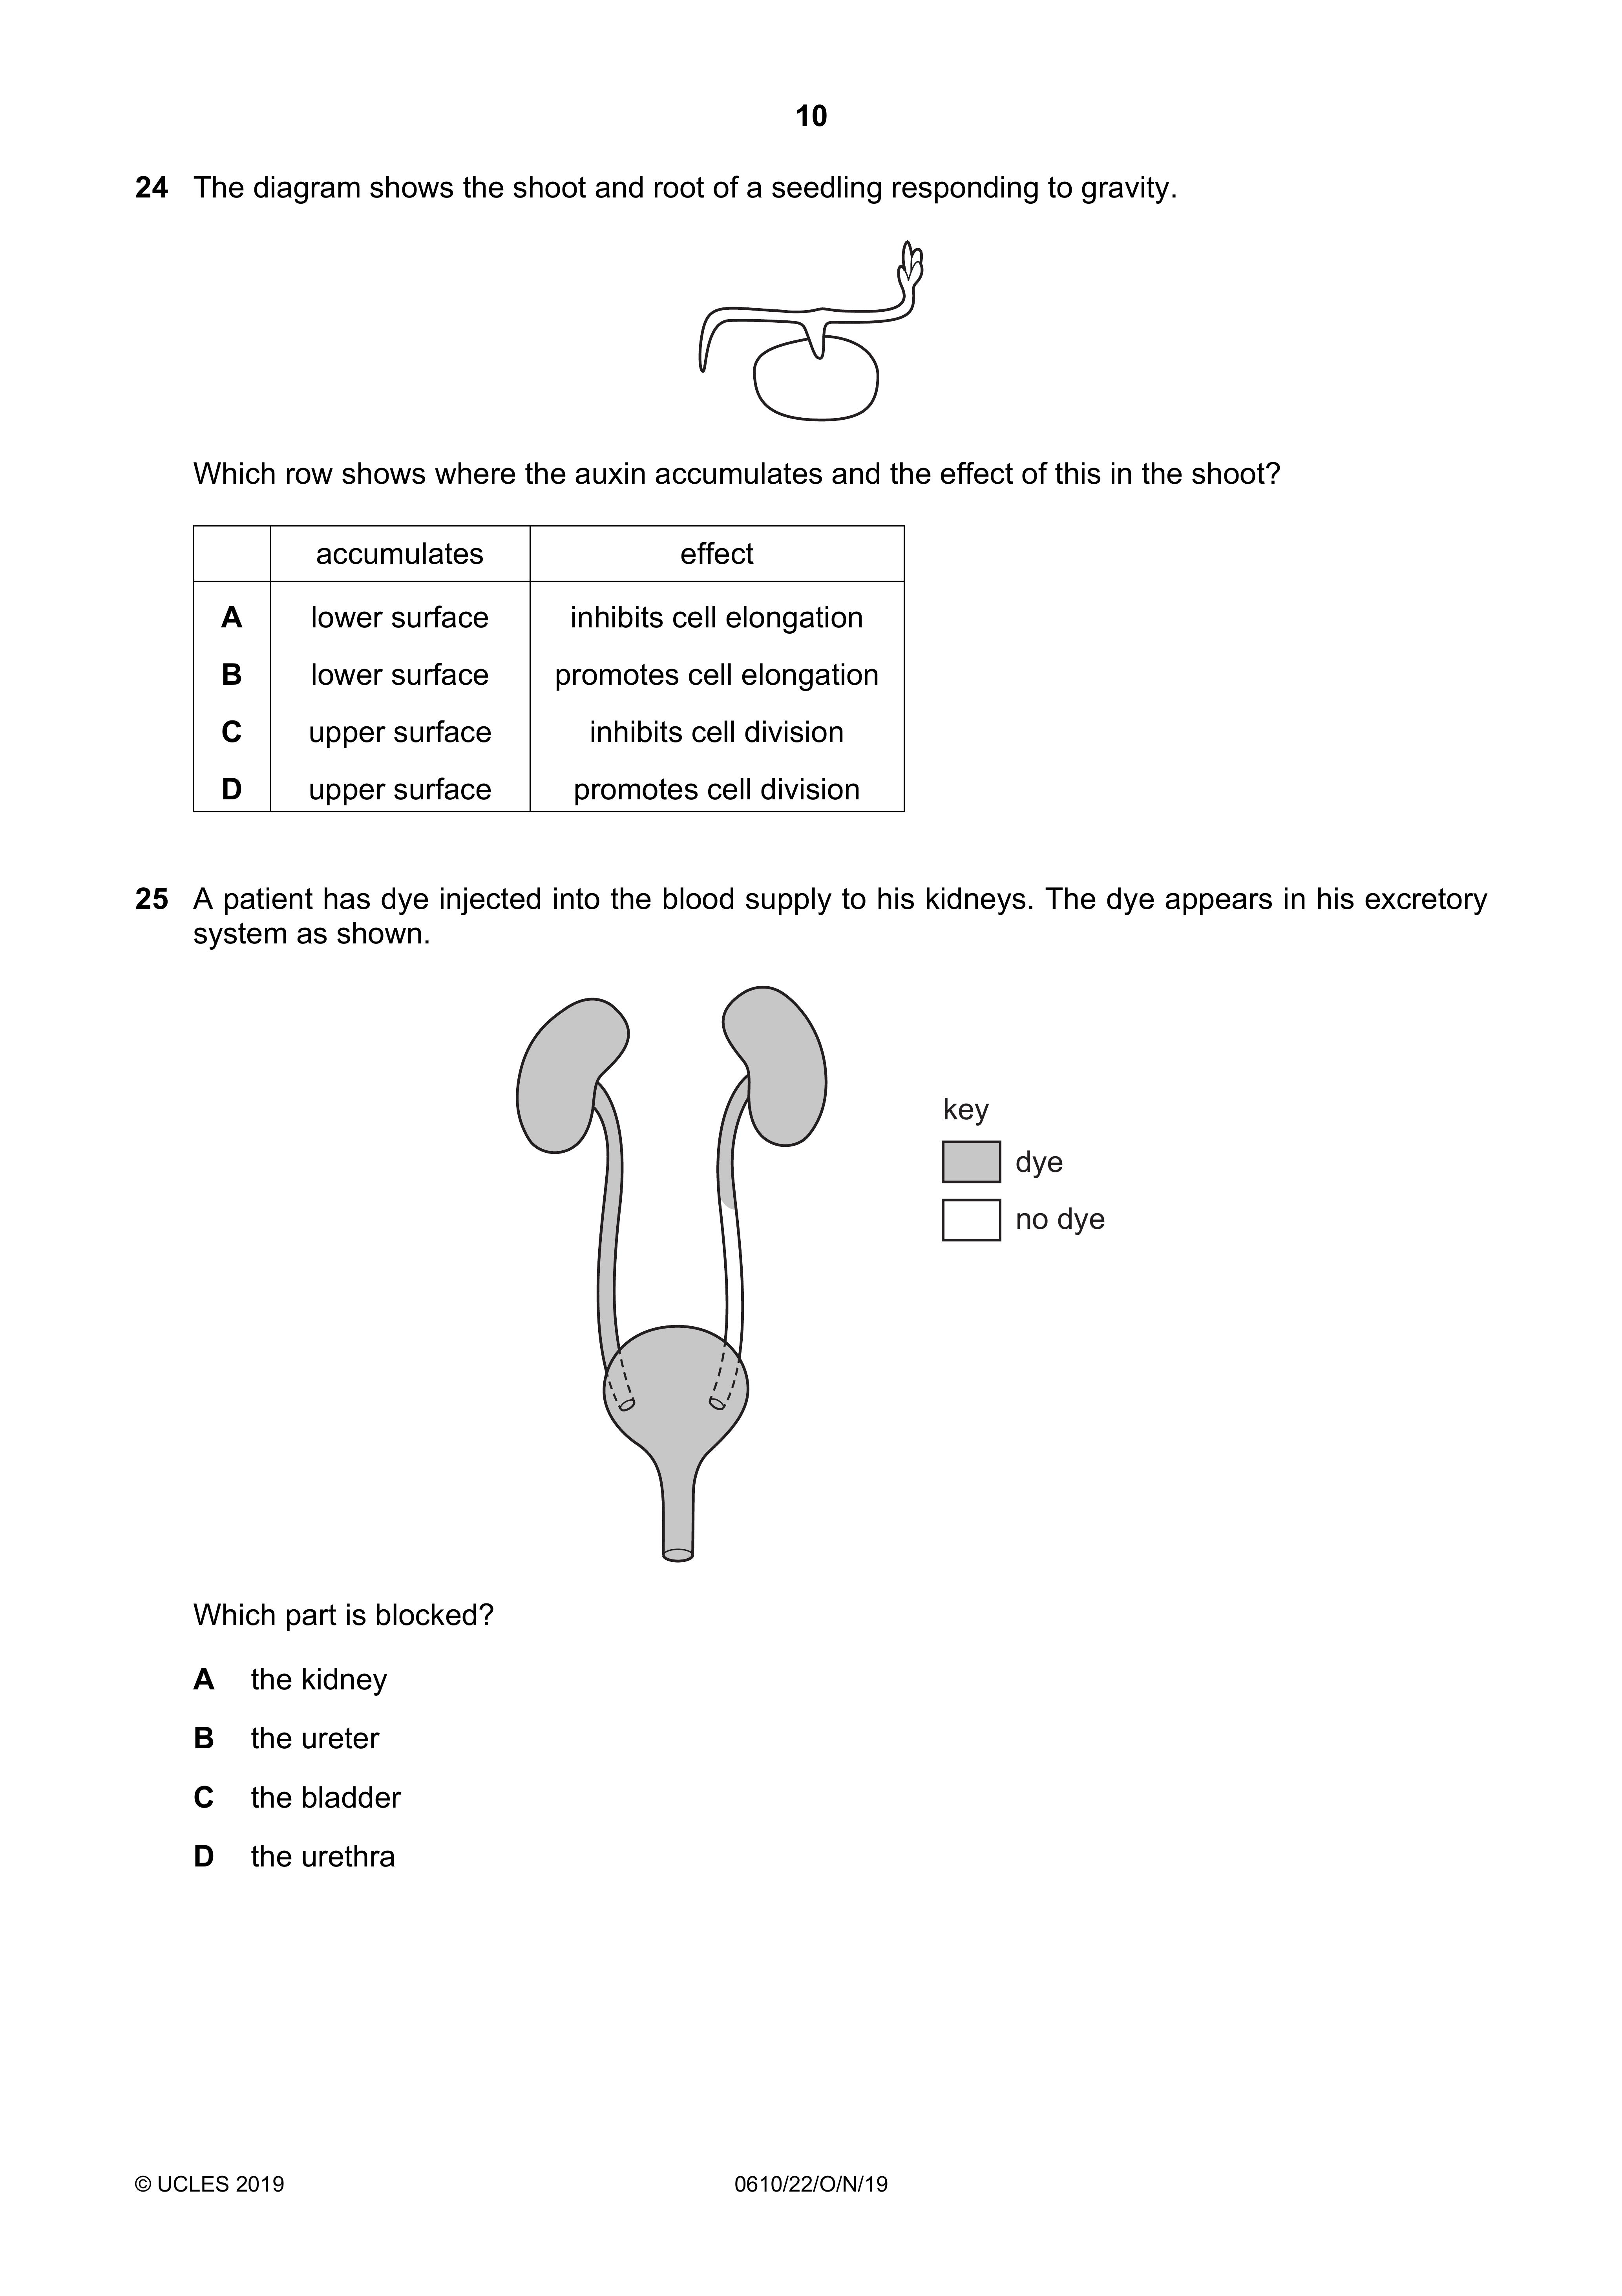 10
24 The diagram shows the shoot and root of a seedling responding to gravity.
Which row shows where the auxin accumulates and the effect of this in the shoot?
accumulates effect
A lower surface inhibits cell elongation
B lower surface promotes cell elongation
C upper surface inhibits cell division
D upper surface promotes cell division
25 A patient has dye injected into the blood supply to his kidneys. The dye appears in his excretory
system as shown.
key
dye
no dye
Which part is blocked?
A the kidney
B the ureter
C the bladder
D the urethra
© UCLES 2019 0610/22/O/N/19